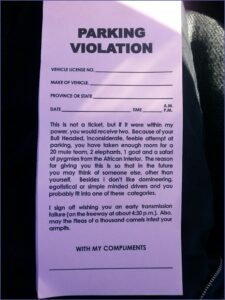 PARKING
VIOLATION
VEHICLE LICENSE NO.
MAKE OF VEHICLE
PROVINCE OR STATE
A.M.
DATE TIME P.M.
This is not a ticket, but if it were within my
power, you would receive two. Because of your
Bull Headed, inconsiderate, feeble attempt at
parking, you have taken enough room for a
20 mule team, 2 elephants, 1 goat and a safari
of pygmies from the African interior. The reason
for giving you this is so that in the future
you may think of someone else, other than
yourself. Besides I don't like domineering,
egotistical or simple minded drivers and you
probably fit into one of these categories.
I sign off wishing you an early transmission
failure (on the freeway at about 4:30 p.m.). Also,
may the Fleas of a thousand camels infest your
armpits.
WITH MY COMPLIMENTS